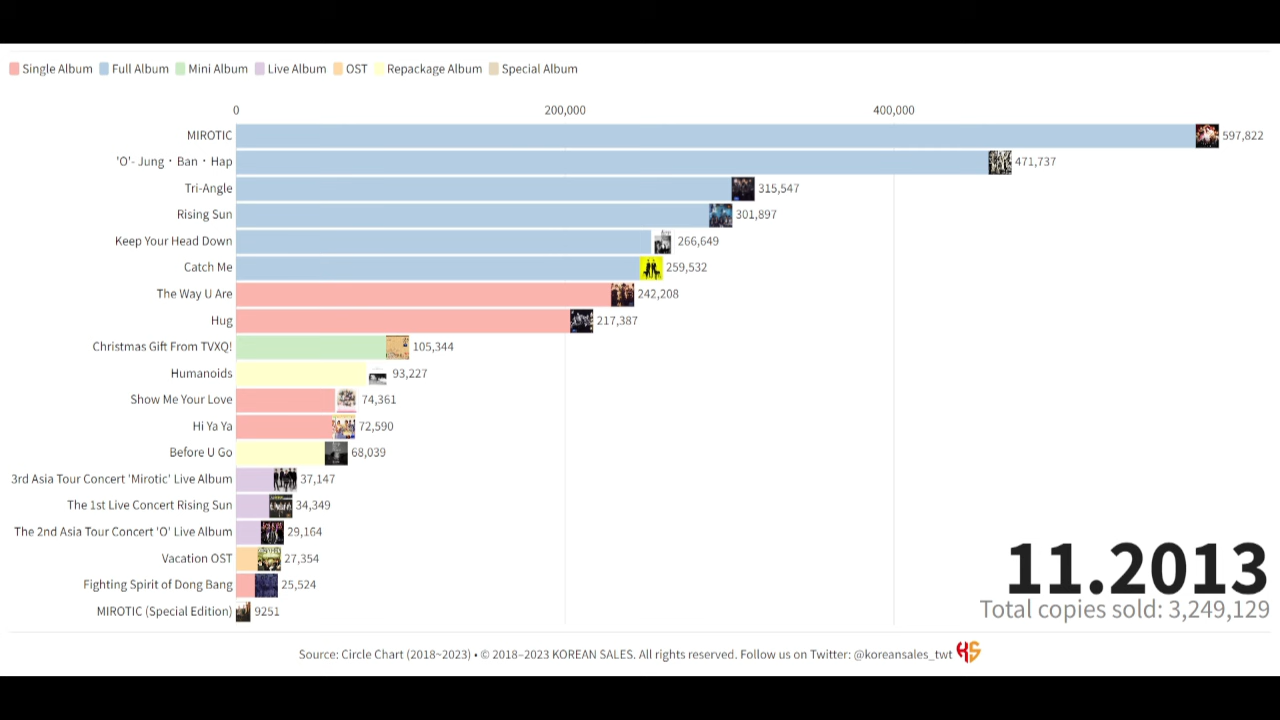 Single Album Full Album Mini Album Live Album OST Repackage Album Special Album
0 200,000 400,000
MIROTIC 597,822
'O'- Jung・Ban・Hap 471,737
Tri-Angle 315,547
Rising Sun 301,897
Keep Your Head Down 266,649
Catch Me 259,532
The Way U Are 242,208
Hug 217,387
Christmas Gift From TVXQ! 105,344
Humanoids 93,227
Show Me Your Love 74,361
Hi Ya Ya 72,590
Before U Go 68,039
3rd Asia Tour Concert 'Mirotic' Live Album 37,147
The 1st Live Concert Rising Sun 34,349
The 2nd Asia Tour Concert 'O' Live Album 29,164
Vacation OST 27,354
Fighting Spirit of Dong Bang 25,524
MIROTIC (Special Edition) 9251
11.2013
Total copies sold: 3,249,129
Source: Circle Chart (2018~2023) • © 2018–2023 KOREAN SALES. All rights reserved. Follow us on Twitter: @koreansales_twt KS